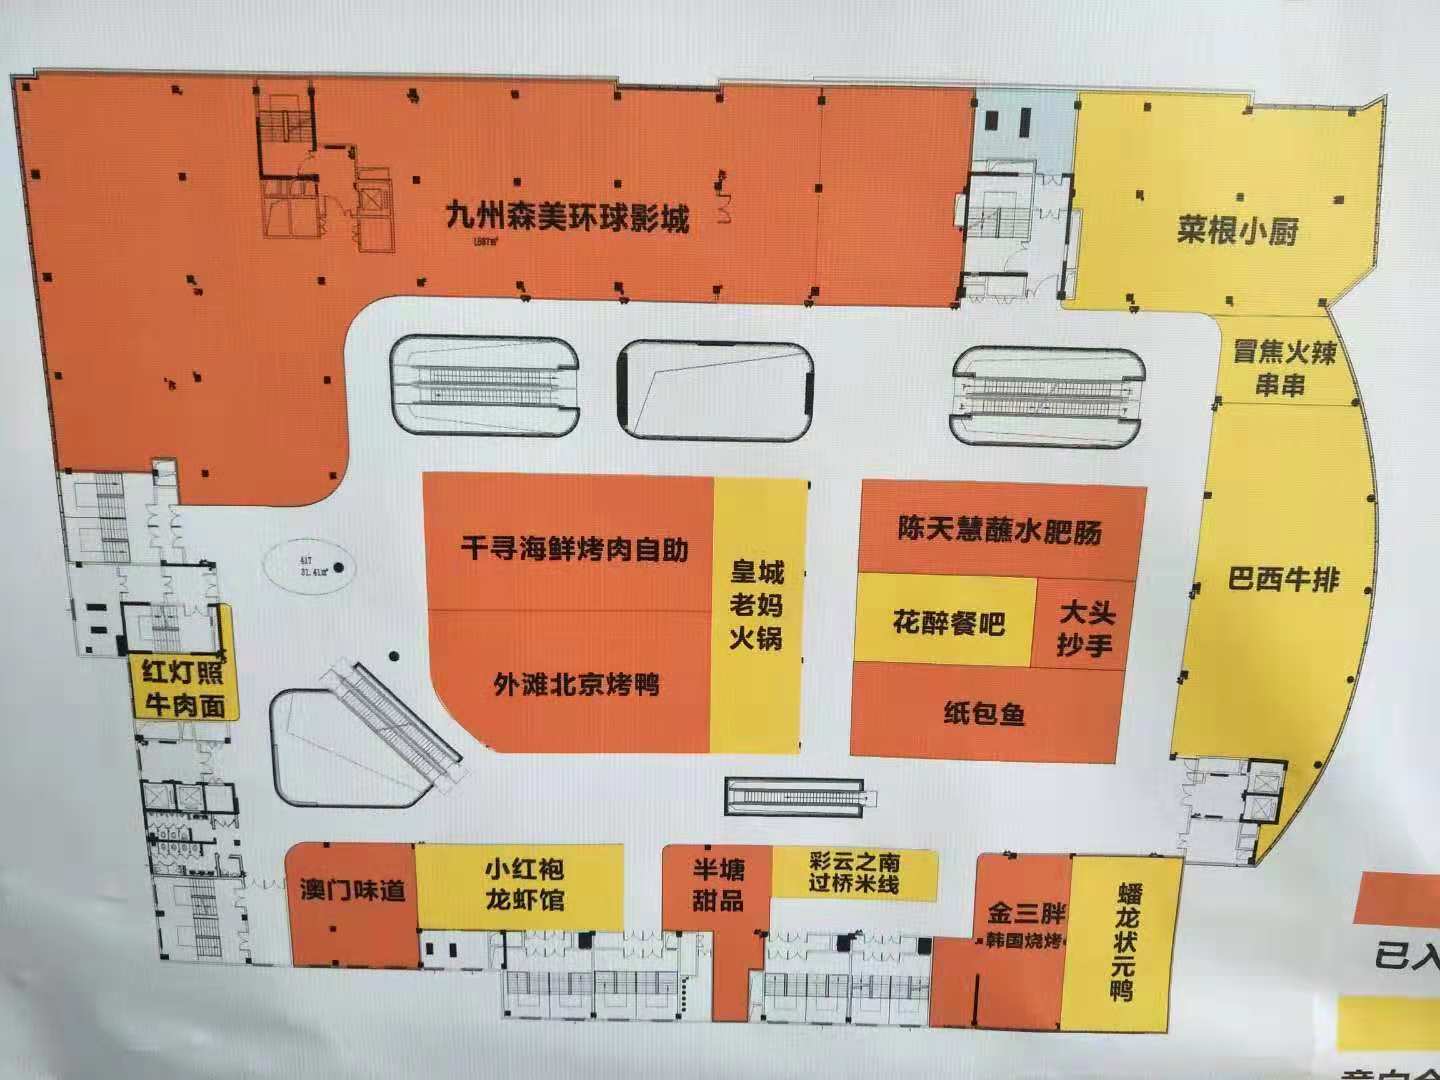 九州森美环球影城
菜根小厨
冒焦火辣
串串
千寻海鲜烤肉自助
皇城
老妈
火锅
陈天慧蘸水肥肠
巴西牛排
417
31.41㎡
花醉餐吧
大头
抄手
外滩北京烤鸭
红灯照
牛肉面
纸包鱼
澳门味道
小红袍
龙虾馆
半塘
甜品
彩云之南
过桥米线
金三胖
韩国烧烤
蟠龙状元鸭
已入